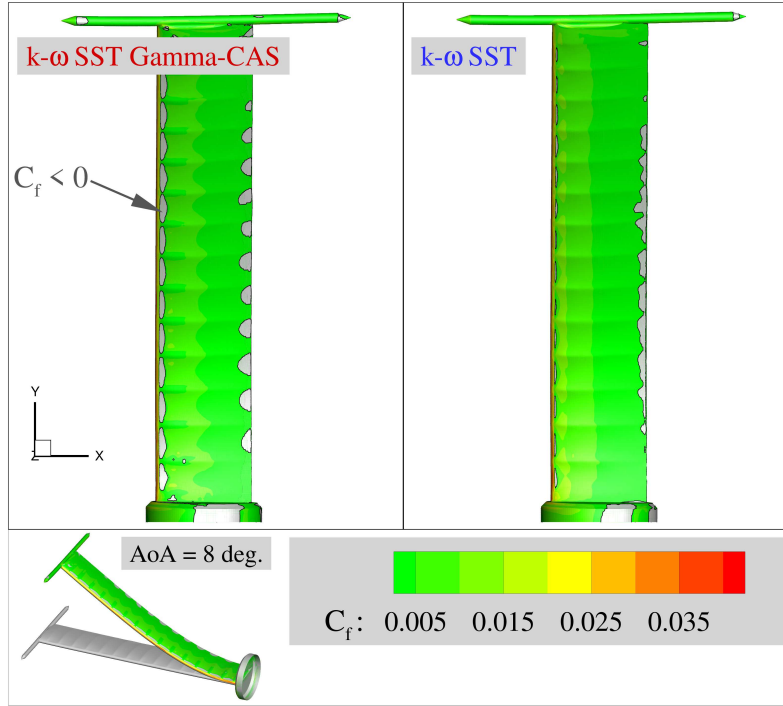 k-ω SST Gamma-CAS
k-ω SST
C_f < 0
Y
Z
X
AoA = 8 deg.
C_f: 0.005 0.015 0.025 0.035